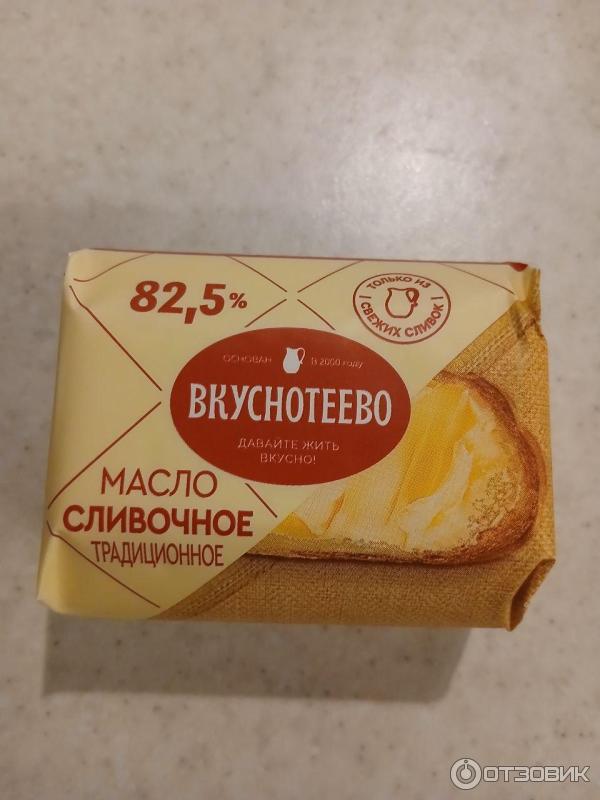 82,5%
ТОЛЬКО ИЗ
СВЕЖИХ СЛИВОК
ОСНОВАН В 2000 году
ВКУСНОТЕЕВО
ДАВАЙТЕ ЖИТЬ
ВКУСНО!
МАСЛО
СЛИВОЧНОЕ
ТРАДИЦИОННОЕ
ОТЗОВИК